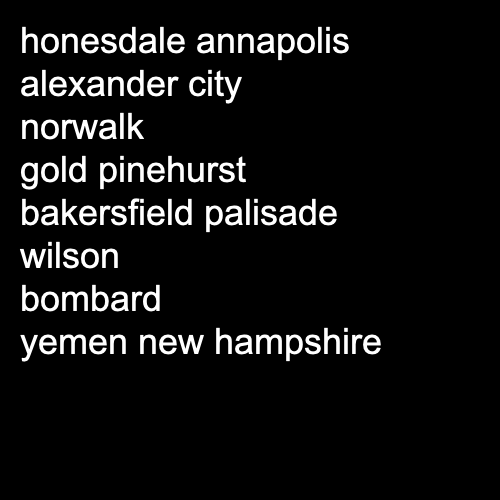 honesdale annapolis
alexander city
norwalk
gold pinehurst
bakersfield palisade
wilson
bombard
yemen new hampshire